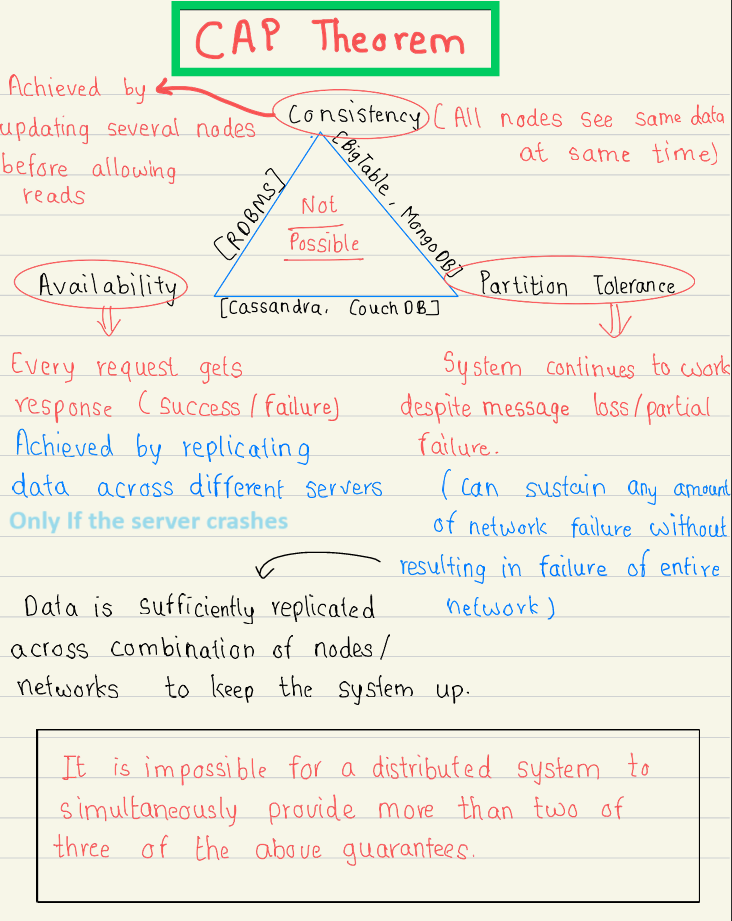 CAP Theorem
Achieved by
updating several nodes
before allowing
reads
Consistency (All nodes see same data
at same time)
[RDBMS]
[BigTable, MongoDB]
Not
Possible
Availability
Partition Tolerance
[Cassandra, CouchDB]
Every request gets
response (success/failure)
Achieved by replicating
data across different servers
Only If the server crashes
System continues to work
despite message loss/partial
failure.
(Can sustain any amount
of network failure without
resulting in failure of entire
network)
Data is sufficiently replicated
across combination of nodes/
networks to keep the system up.
It is impossible for a distributed system to
simultaneously provide more than two of
three of the above guarantees.